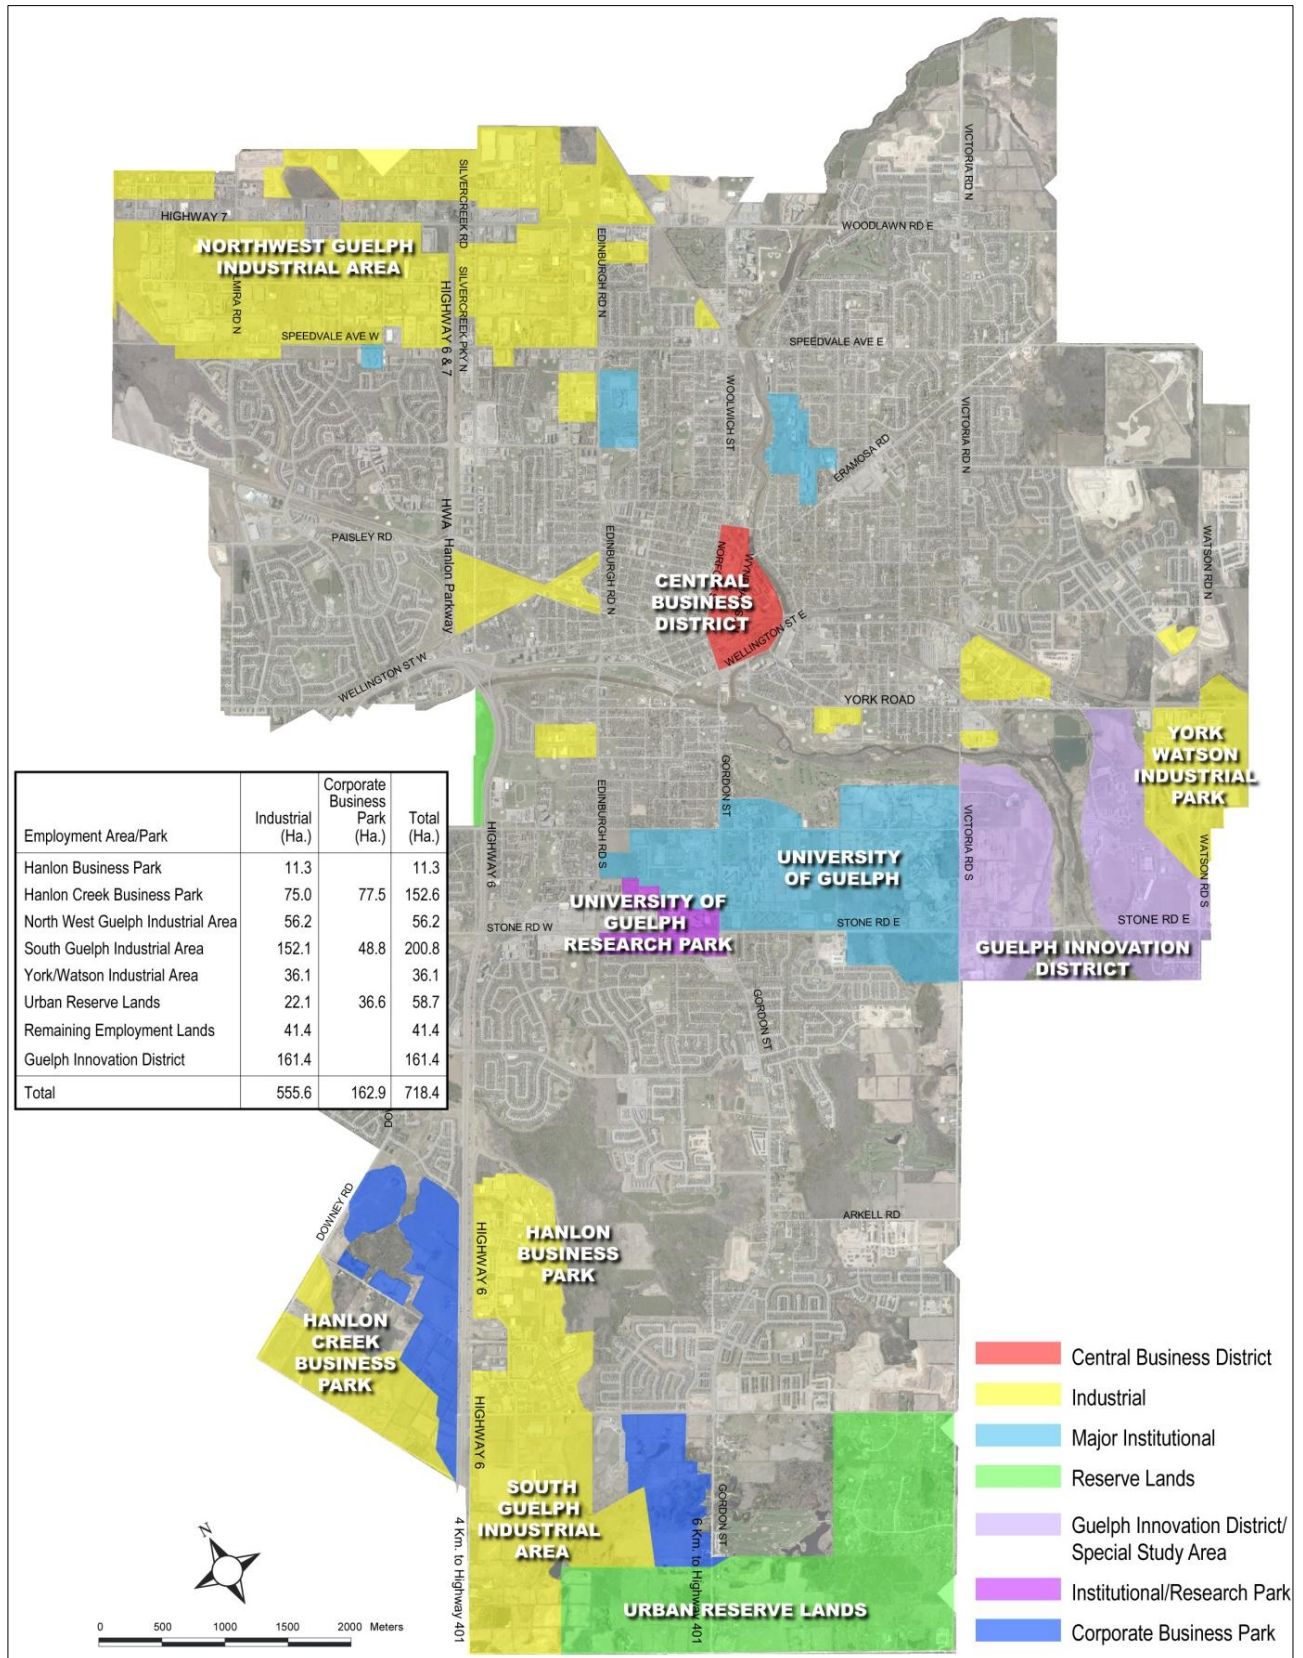 VICTORIA RD N
SILVERCREEK RD
HIGHWAY 7
WOODLAWN RD E
NORTHWEST GUELPH
INDUSTRIAL AREA
EDINBURGH RD N
LMIRA RD N
HIGHWAY 6 & 7
SILVERCREEK PKY N
SPEEDVALE AVE W
SPEEDVALE AVE E
WOOLWICH ST
VICTORIA RD N
ERAMOSA RD
HWA
Hanlon Parkway
PAISLEY RD
EDINBURGH RD N
WATSON RD N
CENTRAL
BUSINESS
DISTRICT
WELLINGTON ST E
WELLINGTON ST W
YORK ROAD
YORK
WATSON
INDUSTRIAL
PARK
GORDON ST
EDINBURGH RD S
HIGHWAY 6
VICTORIA RD S
WATSON RD S
UNIVERSITY
OF GUELPH
UNIVERSITY OF
GUELPH
RESEARCH PARK
STONE RD W
STONE RD E
STONE RD E
GUELPH INNOVATION
DISTRICT
GORDON ST
Employment Area/Park Industrial (Ha.) Corporate Business Park (Ha.) Total (Ha.)
Hanlon Business Park 11.3 11.3
Hanlon Creek Business Park 75.0 77.5 152.6
North West Guelph Industrial Area 56.2 56.2
South Guelph Industrial Area 152.1 48.8 200.8
York/Watson Industrial Area 36.1 36.1
Urban Reserve Lands 22.1 36.6 58.7
Remaining Employment Lands 41.4 41.4
Guelph Innovation District 161.4 161.4
Total 555.6 162.9 718.4
DOWNEY RD
ARKELL RD
HIGHWAY 6
HANLON
BUSINESS
PARK
HANLON
CREEK
BUSINESS
PARK
HIGHWAY 6
SOUTH
GUELPH
INDUSTRIAL
AREA
GORDON ST
4 Km. to Highway 401
6 Km. to Highway 401
URBAN RESERVE LANDS
N
0 500 1000 1500 2000 Meters
Central Business District
Industrial
Major Institutional
Reserve Lands
Guelph Innovation District/
Special Study Area
Institutional/Research Park
Corporate Business Park